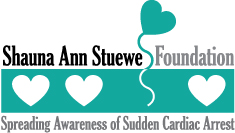 Shauna Ann Stuewe Foundation
Spreading Awareness of Sudden Cardiac Arrest